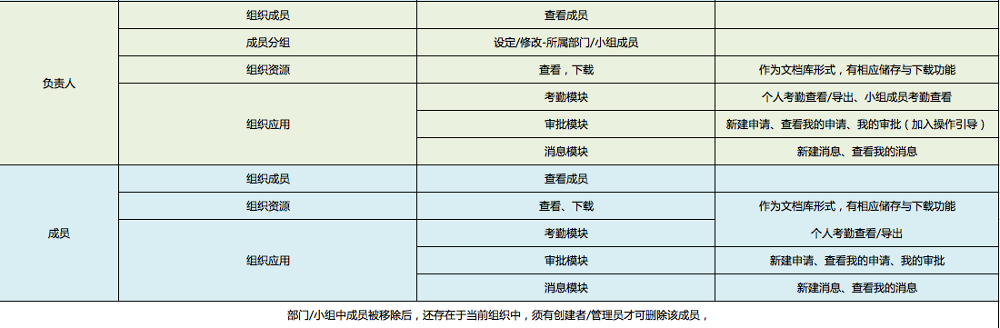 组织成员 查看成员
成员分组 设定/修改-所属部门/小组成员
组织资源 查看，下载 作为文档库形式，有相应储存与下载功能
负责人 考勤模块 个人考勤查看/导出、小组成员考勤查看
组织应用 审批模块 新建申请、查看我的申请、我的审批（加入操作引导）
消息模块 新建消息、查看我的消息
组织成员 查看成员
组织资源 查看、下载 作为文档库形式，有相应储存与下载功能
成员 考勤模块 个人考勤查看/导出
组织应用 审批模块 新建申请、查看我的申请、我的审批
消息模块 新建消息、查看我的消息
部门/小组中成员被移除后，还存在于当前组织中，须有创建者/管理员才可删除该成员，